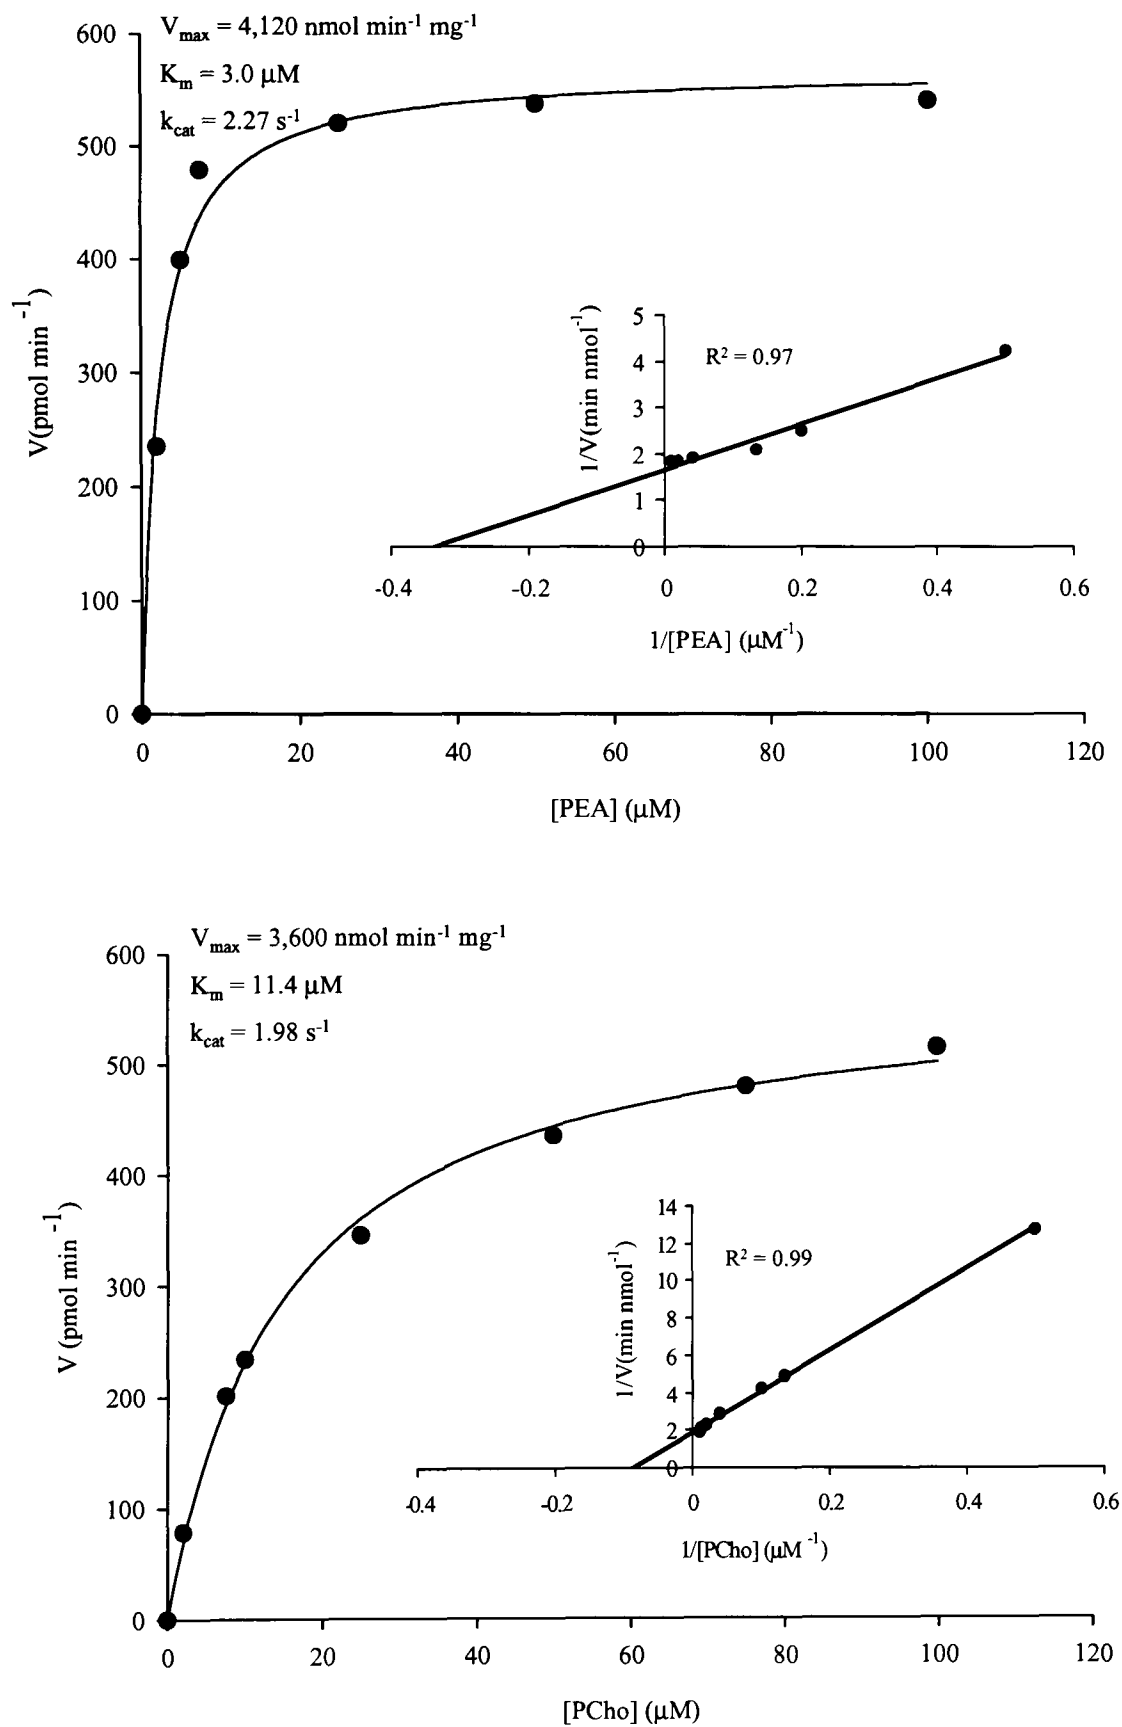 V_max = 4,120 nmol min⁻¹ mg⁻¹
K_m = 3.0 μM
k_cat = 2.27 s⁻¹
600
500
400
300
200
100
0
V(pmol min ⁻¹)
0 20 40 60 80 100 120
[PEA] (μM)
5
4
3
2
1
0
1/V(min nmol⁻¹)
R² = 0.97
-0.4 -0.2 0 0.2 0.4 0.6
1/[PEA] (μM⁻¹)
V_max = 3,600 nmol min⁻¹ mg⁻¹
K_m = 11.4 μM
k_cat = 1.98 s⁻¹
600
500
400
300
200
100
0
V (pmol min ⁻¹)
0 20 40 60 80 100 120
[PCho] (μM)
14
12
10
8
6
4
2
0
1/V(min nmol⁻¹)
R² = 0.99
-0.4 -0.2 0 0.2 0.4 0.6
1/[PCho] (μM ⁻¹)